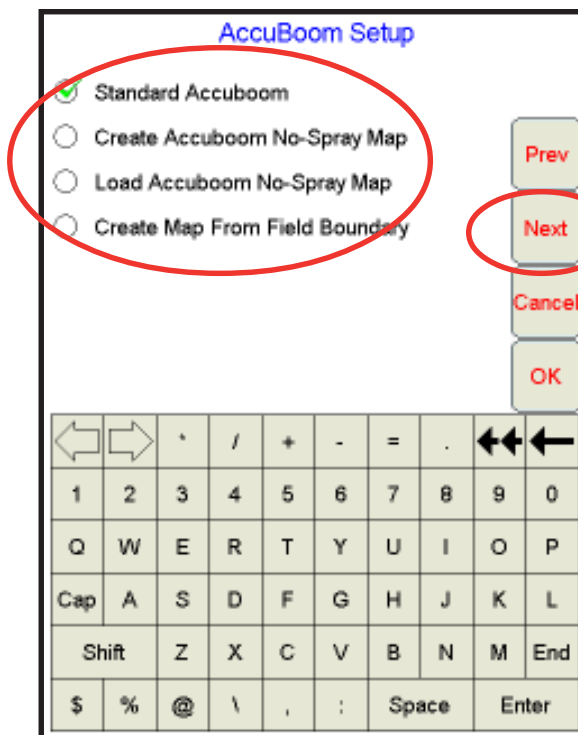 AccuBoom Setup
Standard Accuboom
Create Accuboom No-Spray Map
Load Accuboom No-Spray Map
Create Map From Field Boundary
Prev
Next
Cancel
OK
* / + - = .
1 2 3 4 5 6 7 8 9 0
Q W E R T Y U I O P
Cap A S D F G H J K L
Shift Z X C V B N M End
$ % @ \ , : Space Enter